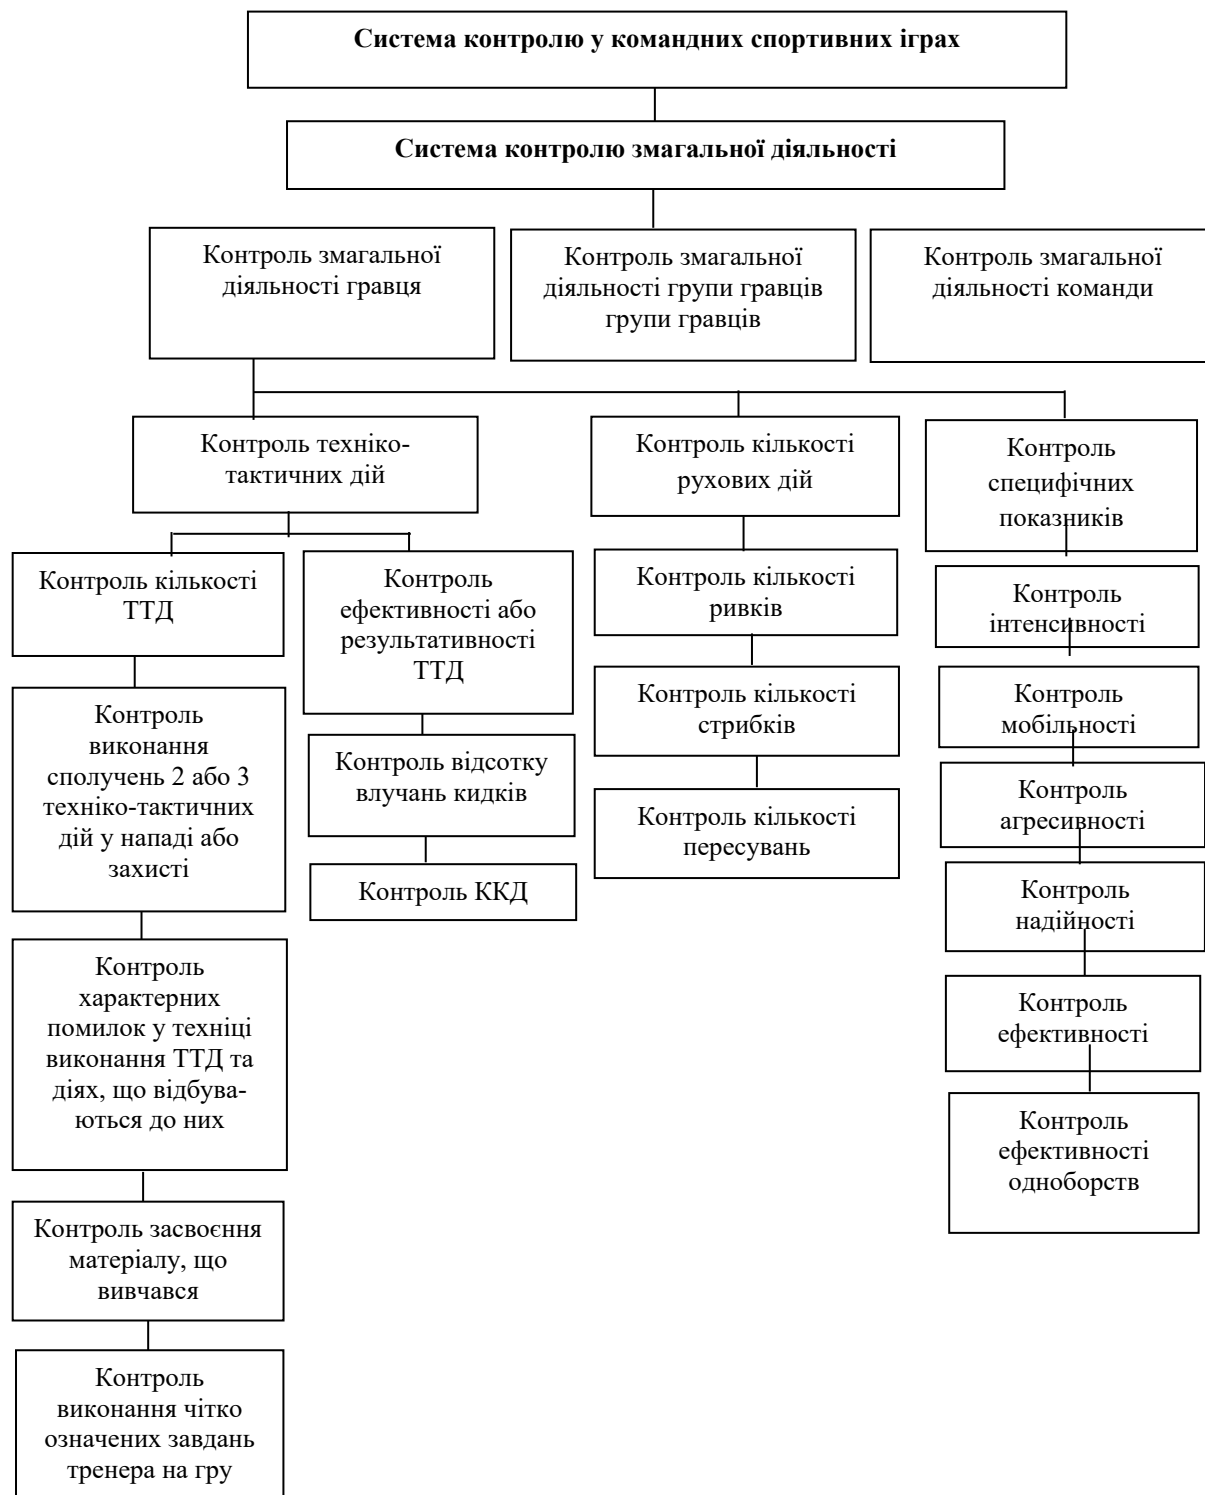 Система контролю у командних спортивних іграх
Система контролю змагальної діяльності
Контроль змагальної
діяльності гравця
Контроль змагальної
діяльності групи гравців
групи гравців
Контроль змагальної
діяльності команди
Контроль техніко-
тактичних дій
Контроль кількості
рухових дій
Контроль
специфічних
показників
Контроль кількості
ТТД
Контроль
ефективності або
результативності
ТТД
Контроль кількості
ривків
Контроль
інтенсивності
Контроль
виконання
сполучень 2 або 3
техніко-тактичних
дій у нападі або
захисті
Контроль відсотку
влучань кидків
Контроль кількості
стрибків
Контроль
мобільності
Контроль ККД
Контроль кількості
пересувань
Контроль
агресивності
Контроль
надійності
Контроль
характерних
помилок у техніці
виконання ТТД та
діях, що відбува-
ються до них
Контроль
ефективності
Контроль
ефективності
одноборств
Контроль засвоєння
матеріалу, що
вивчався
Контроль
виконання чітко
означених завдань
тренера на гру